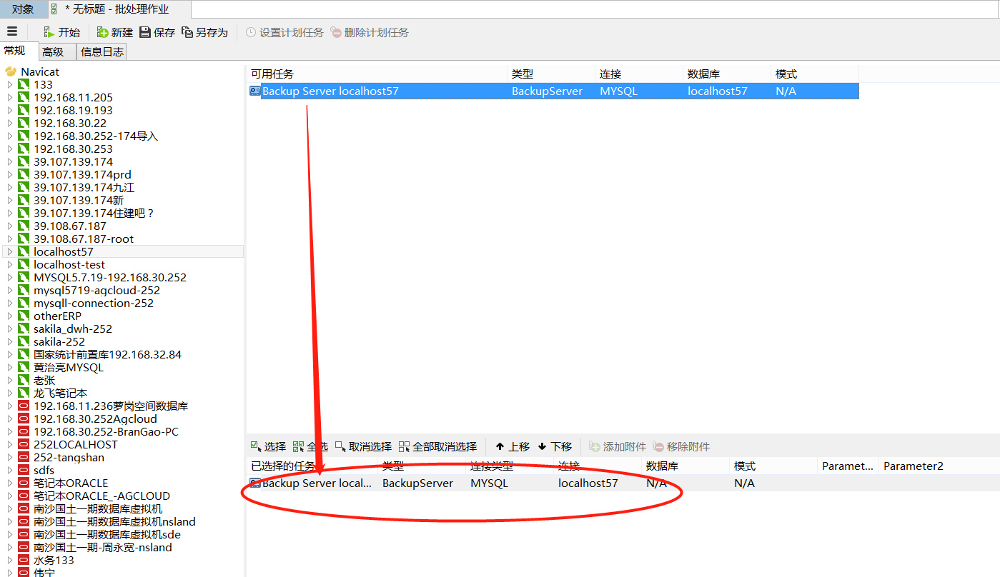 对象 * 无标题 - 批处理作业
开始 新建 保存 另存为 设置计划任务 删除计划任务
常规 高级 信息日志
Navicat
133
192.168.11.205
192.168.19.193
192.168.30.22
192.168.30.252-174导入
192.168.30.253
39.107.139.174
39.107.139.174prd
39.107.139.174九江
39.107.139.174新
39.107.139.174住建吧？
39.108.67.187
39.108.67.187-root
localhost57
localhost-test
MYSQL5.7.19-192.168.30.252
mysql5719-agcloud-252
mysqll-connection-252
otherERP
sakila_dwh-252
sakila-252
国家统计前置库192.168.32.84
黄治亮MYSQL
老张
龙飞笔记本
192.168.11.236萝岗空间数据库
192.168.30.252Agcloud
192.168.30.252-BranGao-PC
252LOCALHOST
252-tangshan
sdfs
笔记本ORACLE
笔记本ORACLE_-AGCLOUD
南沙国土一期数据库虚拟机
南沙国土一期数据库虚拟机nsland
南沙国土一期数据库虚拟机sde
南沙国土一期-周永宽-nsland
水务133
伟宁
可用任务 类型 连接 数据库 模式
Backup Server localhost57 BackupServer MYSQL localhost57 N/A
选择 全选 取消选择 全部取消选择 上移 下移 添加附件 移除附件
已选择的任务 类型 连接类型 连接 数据库 模式 Paramet... Parameter2
Backup Server local... BackupServer MYSQL localhost57 N/A N/A